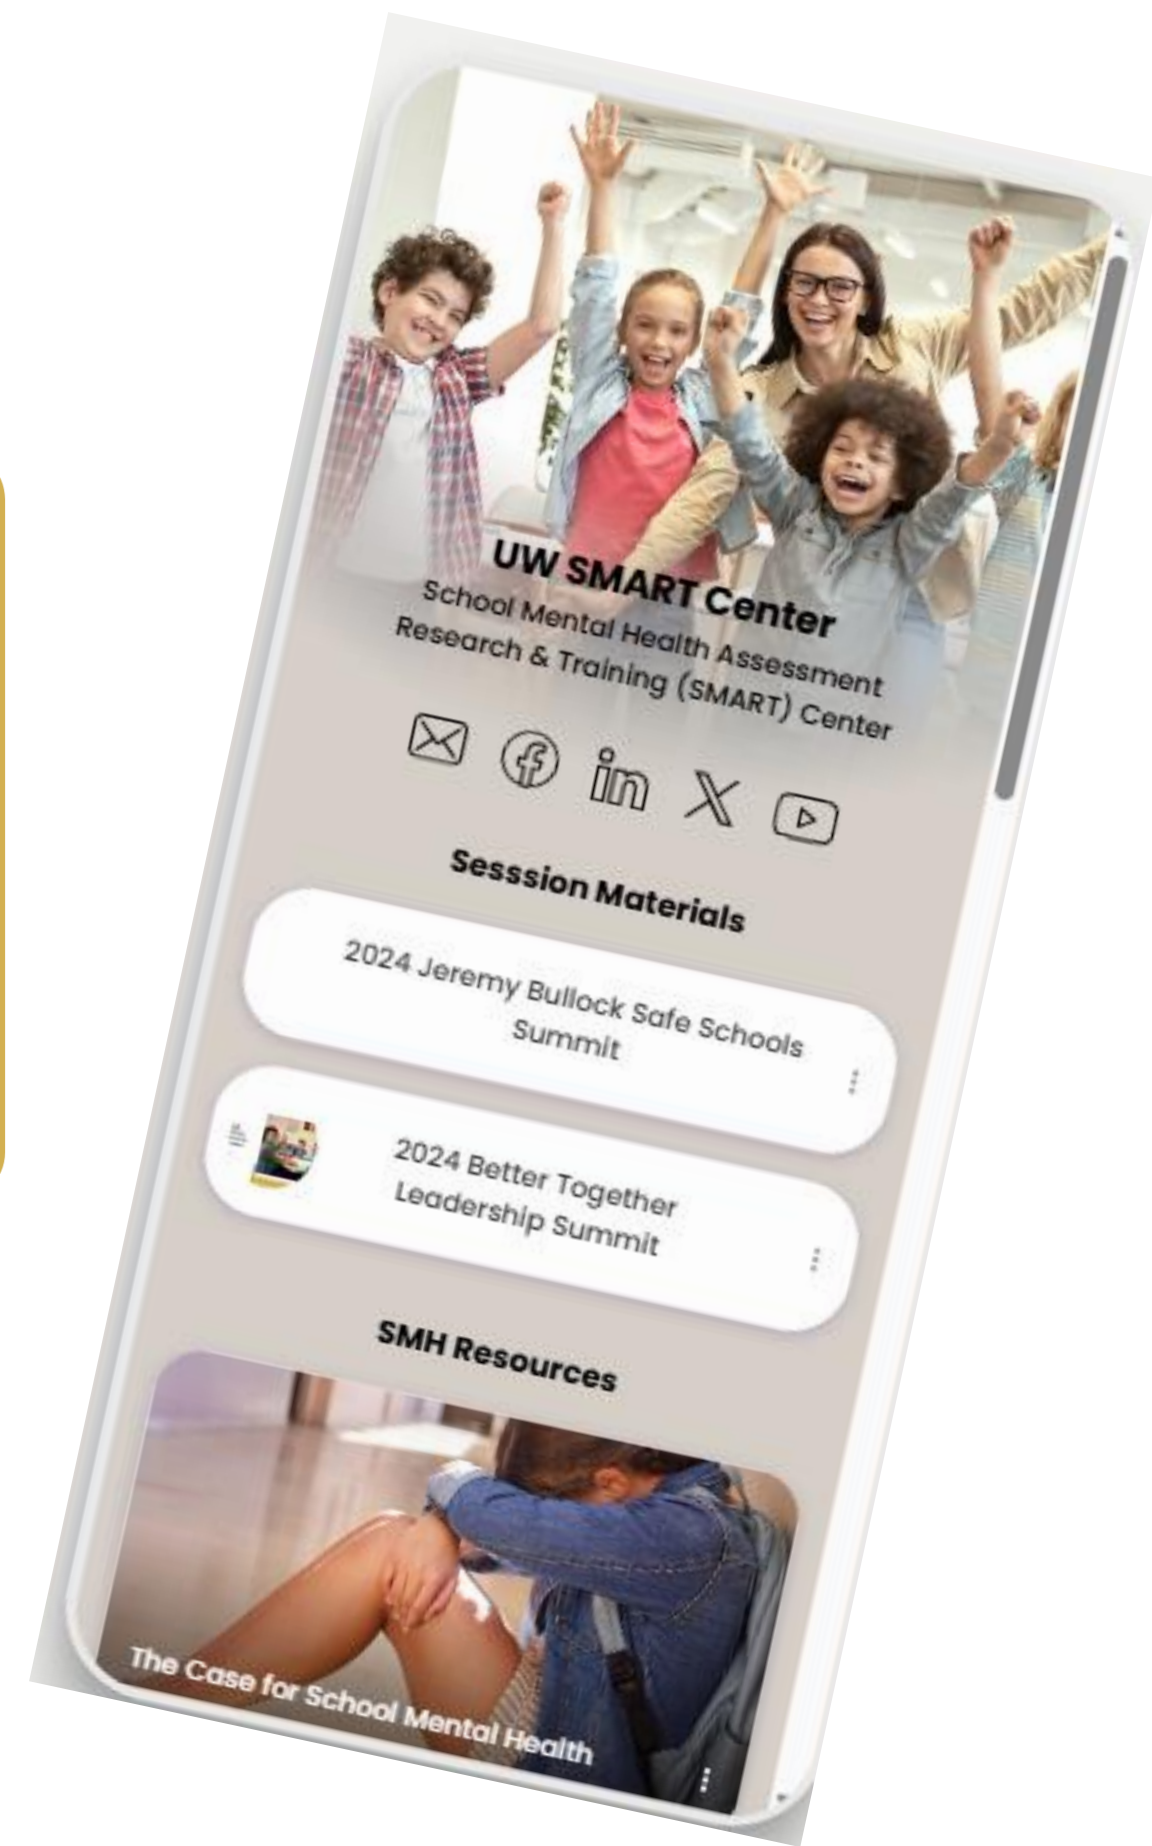 UW SMART Center
School Mental Health Assessment
Research & Training (SMART) Center
Sesssion Materials
2024 Jeremy Bullock Safe Schools
Summit
2024 Better Together
Leadership Summit
SMH Resources
The Case for School Mental Health